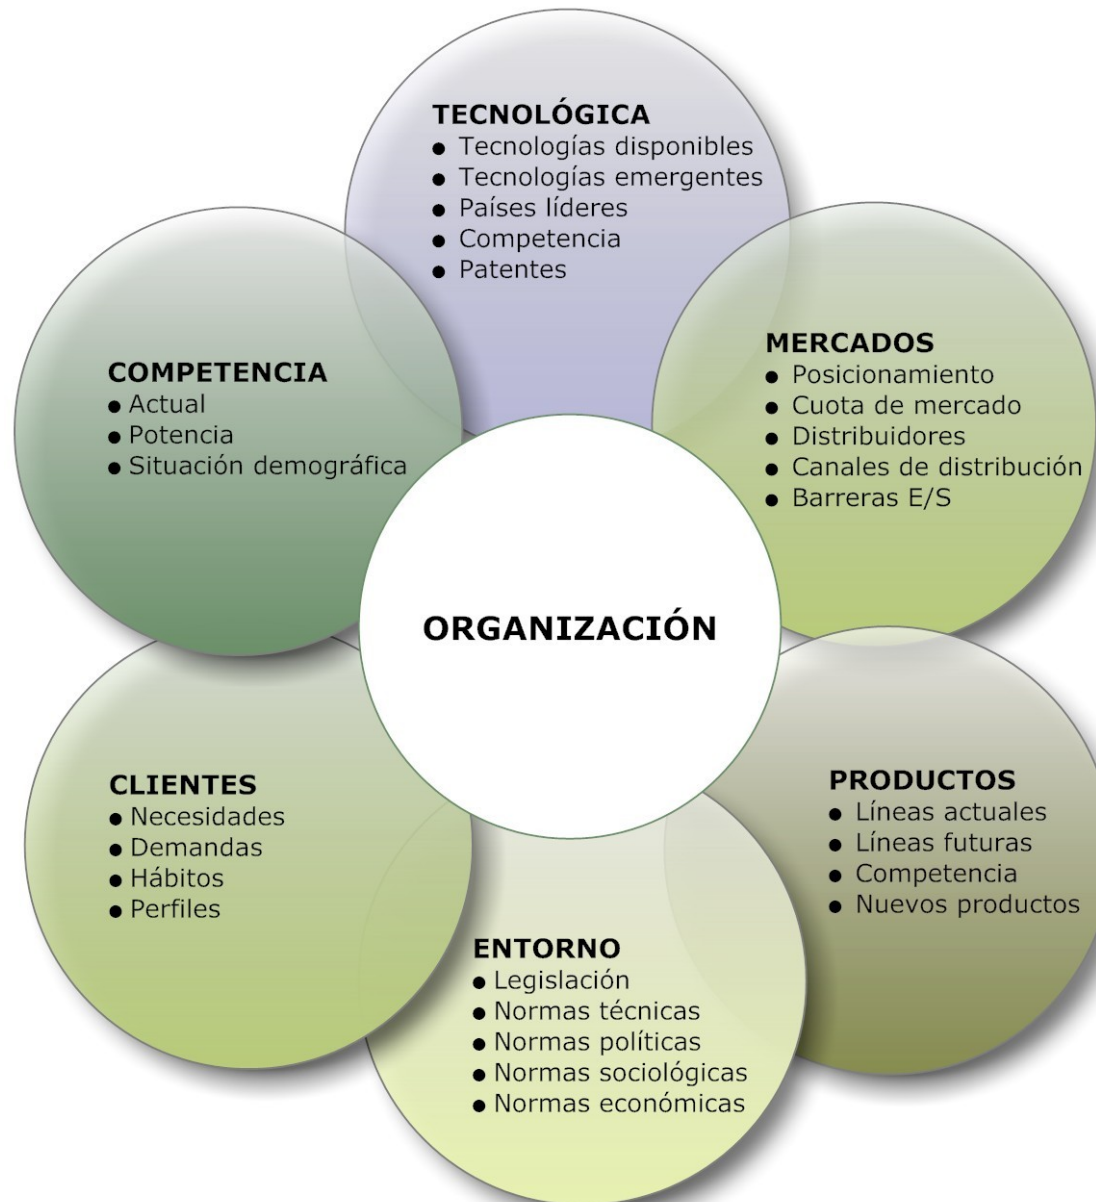 TECNOLÓGICA
● Tecnologías disponibles
● Tecnologías emergentes
● Países líderes
● Competencia
● Patentes
MERCADOS
● Posicionamiento
● Cuota de mercado
● Distribuidores
● Canales de distribución
● Barreras E/S
COMPETENCIA
● Actual
● Potencia
● Situación demográfica
ORGANIZACIÓN
CLIENTES
● Necesidades
● Demandas
● Hábitos
● Perfiles
PRODUCTOS
● Líneas actuales
● Líneas futuras
● Competencia
● Nuevos productos
ENTORNO
● Legislación
● Normas técnicas
● Normas políticas
● Normas sociológicas
● Normas económicas